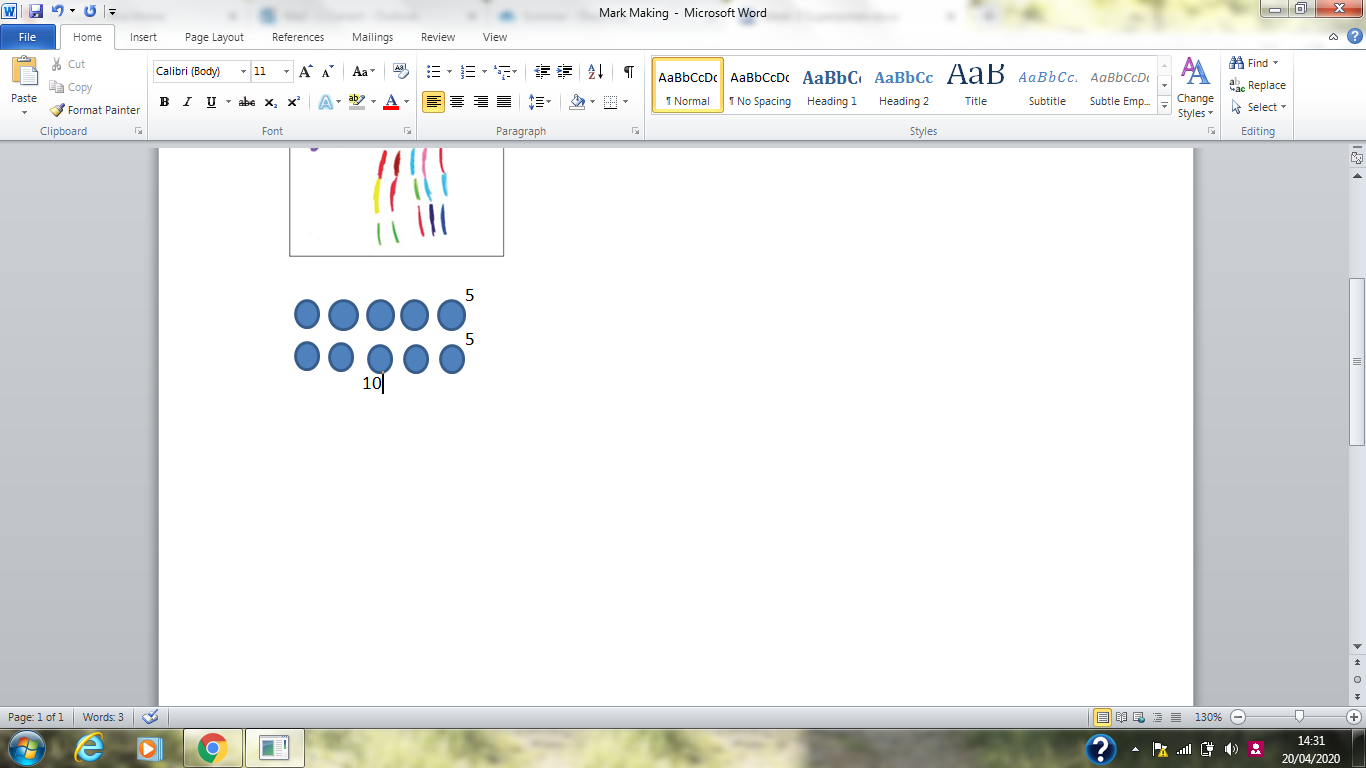 Mark Making - Microsoft Word
File Home Insert Page Layout References Mailings Review View
Paste
Cut
Copy
Format Painter
Clipboard
Calibri (Body) 11
Font
Paragraph
AaBbCcDc AaBbCcDc AaBbC AaBbCc AaB AaBbCc. AaBbCcDc
¶ Normal ¶ No Spacing Heading 1 Heading 2 Title Subtitle Subtle Emp...
Styles
Change Styles
Find
Replace
Select
Editing
5
5
10
Page: 1 of 1 Words: 3 130%
14:31
20/04/2020